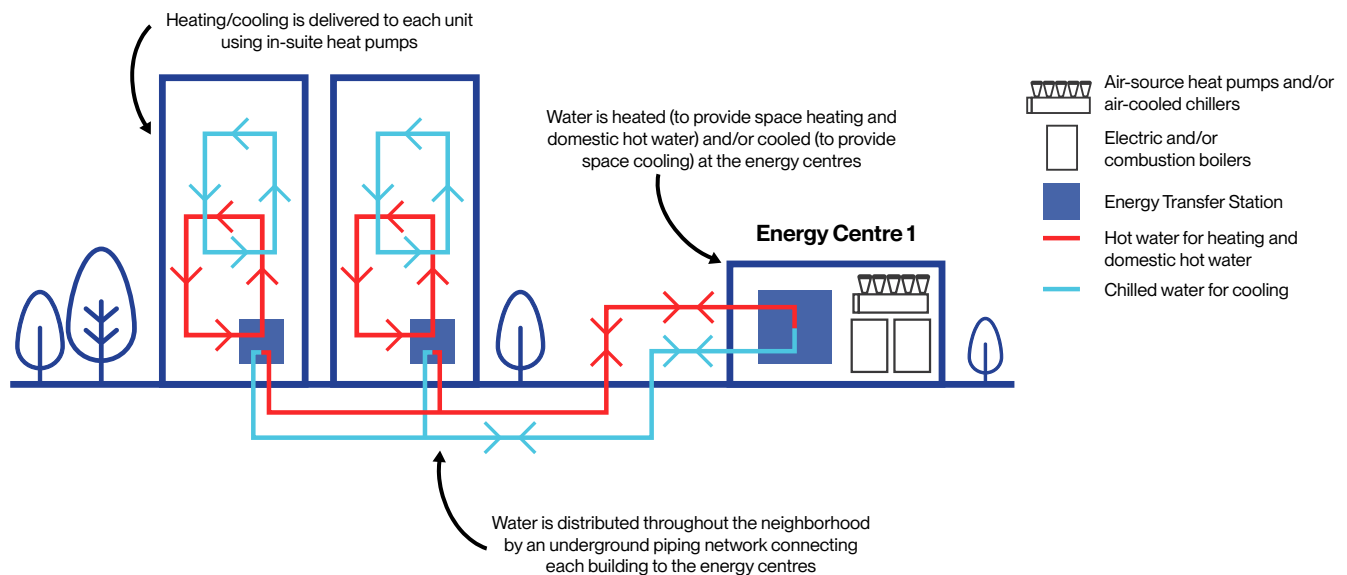 Heating/cooling is delivered to each unit
using in-suite heat pumps
Water is heated (to provide space heating and
domestic hot water) and/or cooled (to provide
space cooling) at the energy centres
Energy Centre 1
Air-source heat pumps and/or
air-cooled chillers
Electric and/or
combustion boilers
Energy Transfer Station
Hot water for heating and
domestic hot water
Chilled water for cooling
Water is distributed throughout the neighborhood
by an underground piping network connecting
each building to the energy centres